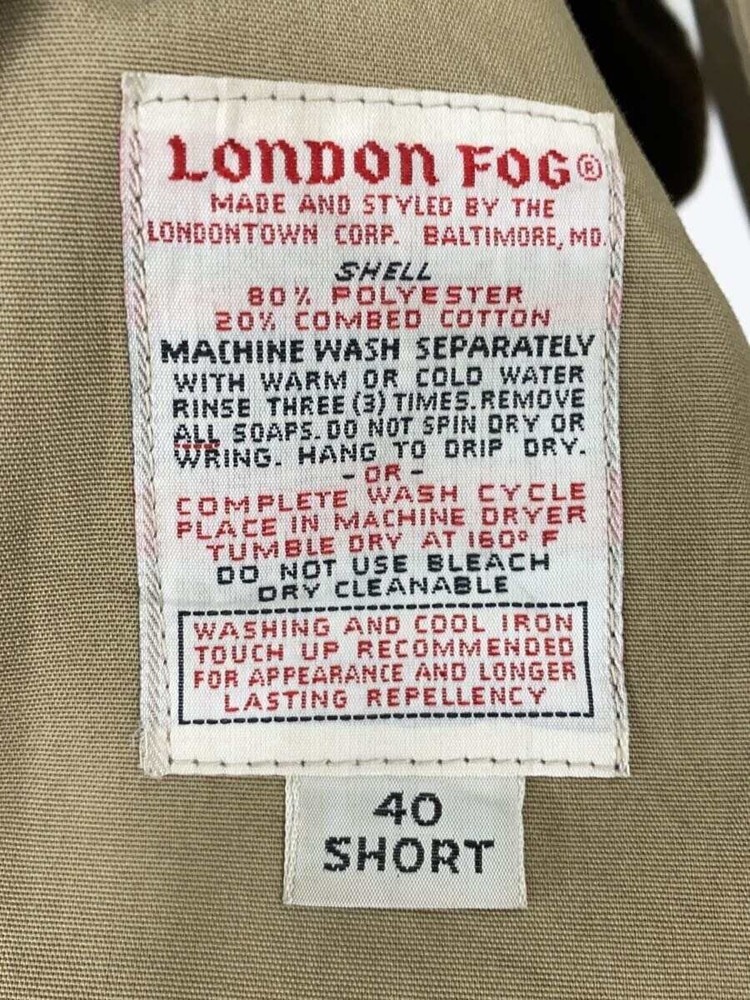 LONDON FOG®
MADE AND STYLED BY THE
LONDONTOWN CORP. BALTIMORE, MD.
SHELL
80% POLYESTER
20% COMBED COTTON
MACHINE WASH SEPARATELY
WITH WARM OR COLD WATER
RINSE THREE (3) TIMES. REMOVE
ALL SOAPS. DO NOT SPIN DRY OR
WRING. HANG TO DRIP DRY.
- OR -
COMPLETE WASH CYCLE
PLACE IN MACHINE DRYER
TUMBLE DRY AT 160° F
DO NOT USE BLEACH
DRY CLEANABLE
WASHING AND COOL IRON
TOUCH UP RECOMMENDED
FOR APPEARANCE AND LONGER
LASTING REPELLENCY
40
SHORT